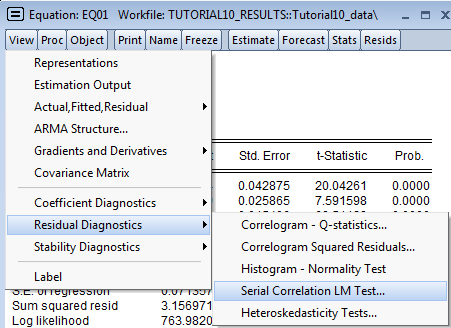 Equation: EQ01 Workfile: TUTORIAL10_RESULTS::Tutorial10_data\
View Proc Object Print Name Freeze Estimate Forecast Stats Resids
Representations
Estimation Output
Actual,Fitted,Residual
ARMA Structure...
Gradients and Derivatives
Covariance Matrix
Coefficient Diagnostics
Residual Diagnostics
Stability Diagnostics
Label
Std. Error t-Statistic Prob.
0.042875 20.04261 0.0000
0.025865 7.591598 0.0000
Correlogram - Q-statistics...
Correlogram Squared Residuals...
Histogram - Normality Test
Serial Correlation LM Test...
Heteroskedasticity Tests...
S.E. of regression 0.071357
Sum squared resid 3.156971
Log likelihood 763.9820